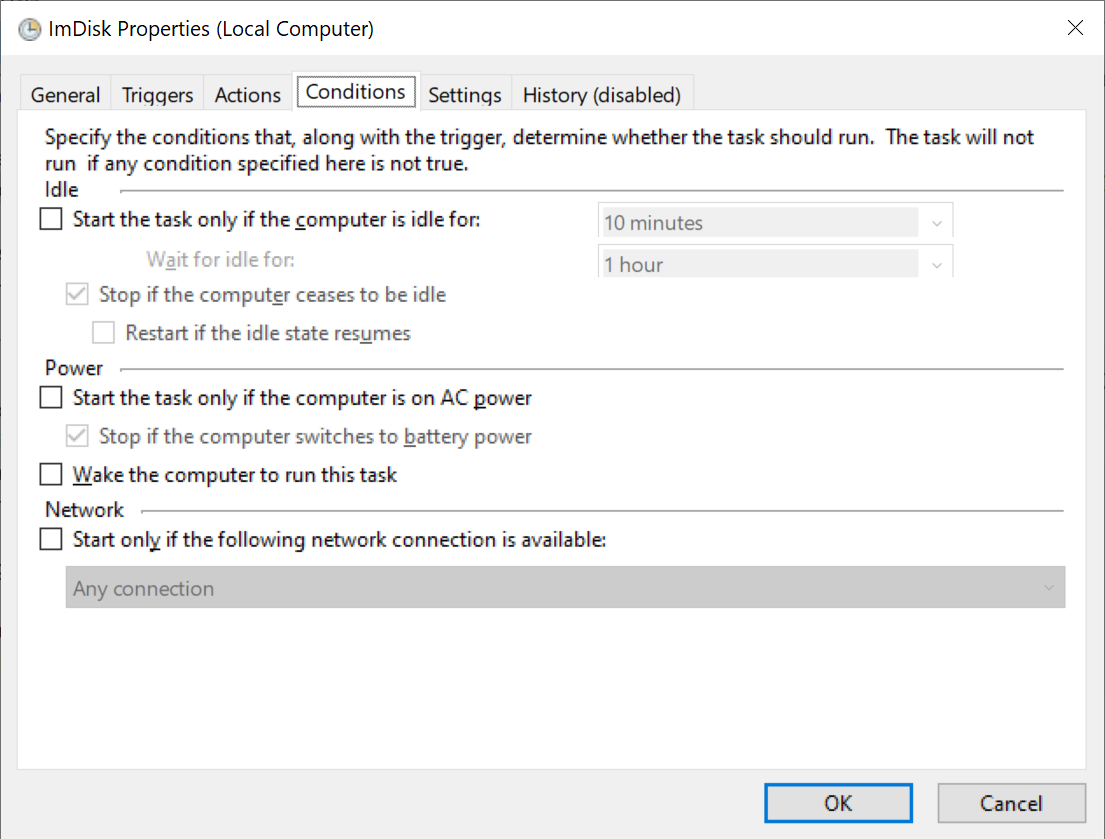 ImDisk Properties (Local Computer)
General Triggers Actions Conditions Settings History (disabled)
Specify the conditions that, along with the trigger, determine whether the task should run.  The task will not
run  if any condition specified here is not true.
Idle
Start the task only if the computer is idle for: 10 minutes
Wait for idle for: 1 hour
Stop if the computer ceases to be idle
Restart if the idle state resumes
Power
Start the task only if the computer is on AC power
Stop if the computer switches to battery power
Wake the computer to run this task
Network
Start only if the following network connection is available:
Any connection
OK Cancel